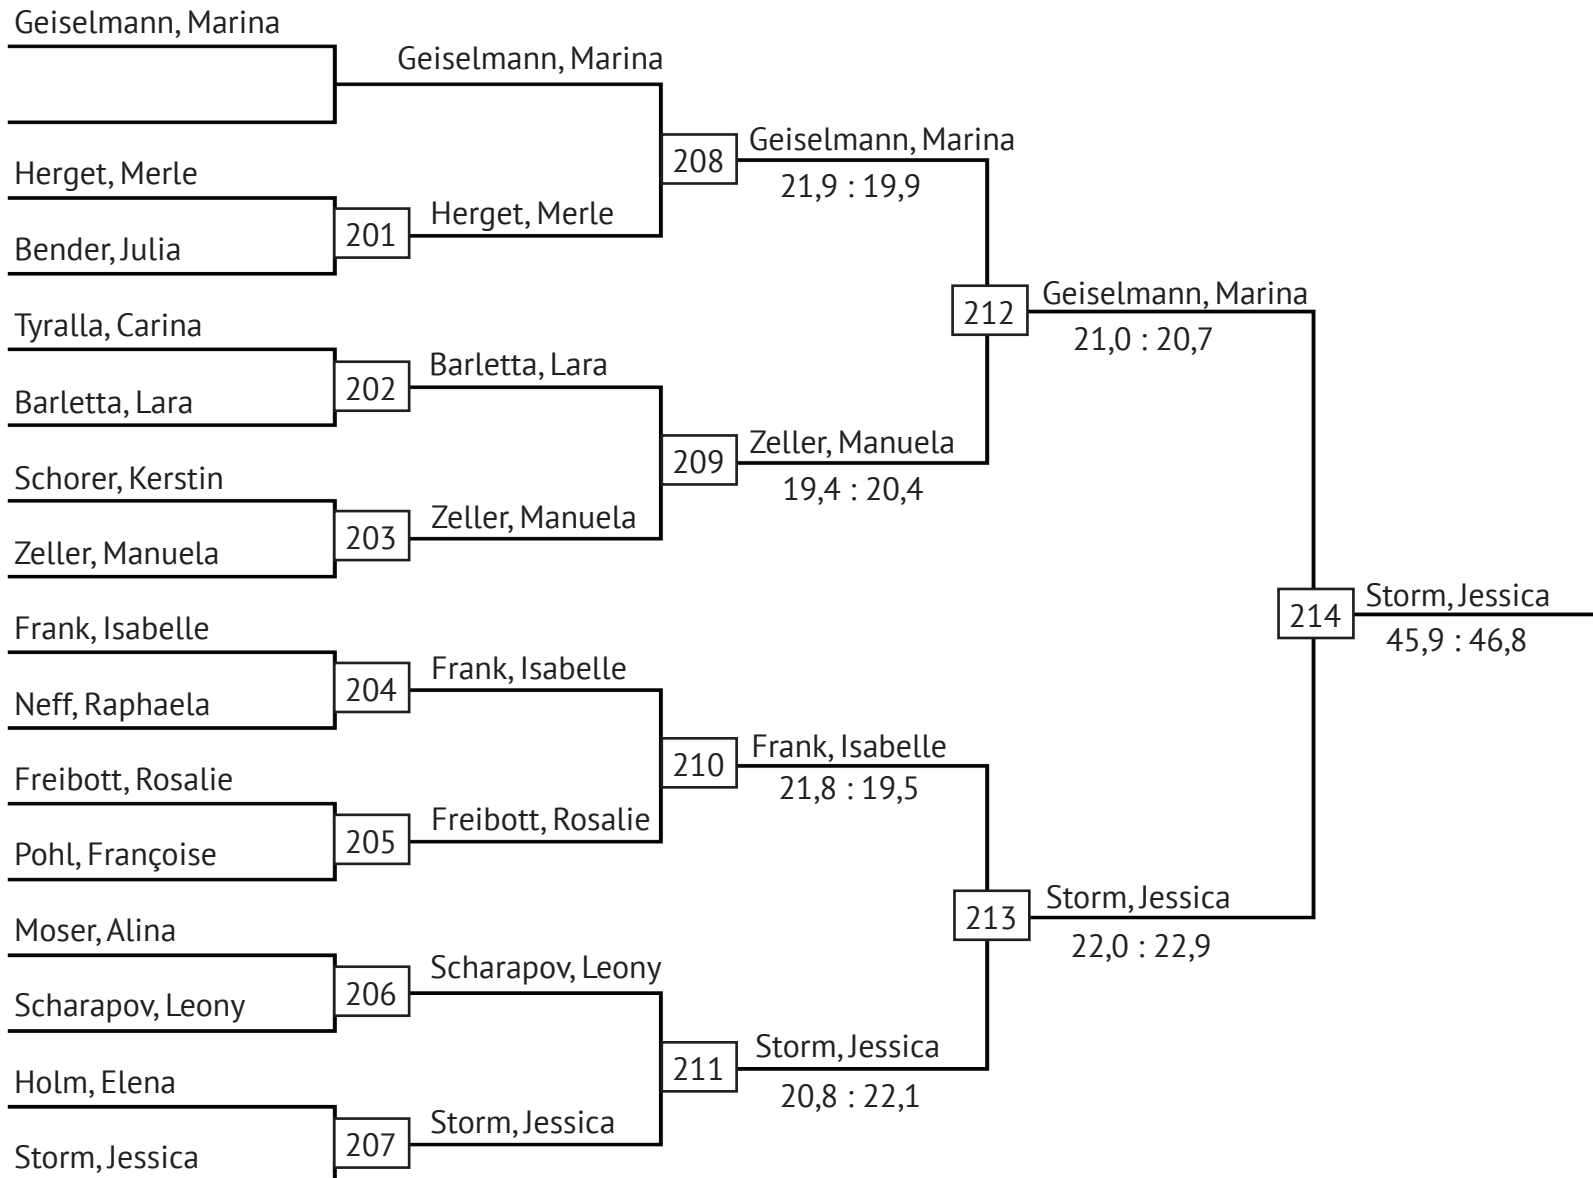 Geiselmann, Marina
Herget, Merle
Bender, Julia
Tyralla, Carina
Barletta, Lara
Schorer, Kerstin
Zeller, Manuela
Frank, Isabelle
Neff, Raphaela
Freibott, Rosalie
Pohl, Françoise
Moser, Alina
Scharapov, Leony
Holm, Elena
Storm, Jessica
201
202
203
204
205
206
207
Geiselmann, Marina
Herget, Merle
Barletta, Lara
Zeller, Manuela
Frank, Isabelle
Freibott, Rosalie
Scharapov, Leony
Storm, Jessica
208
209
210
211
Geiselmann, Marina
21,9 : 19,9
Zeller, Manuela
19,4 : 20,4
Frank, Isabelle
21,8 : 19,5
Storm, Jessica
20,8 : 22,1
212
213
Geiselmann, Marina
21,0 : 20,7
Storm, Jessica
22,0 : 22,9
214
Storm, Jessica
45,9 : 46,8